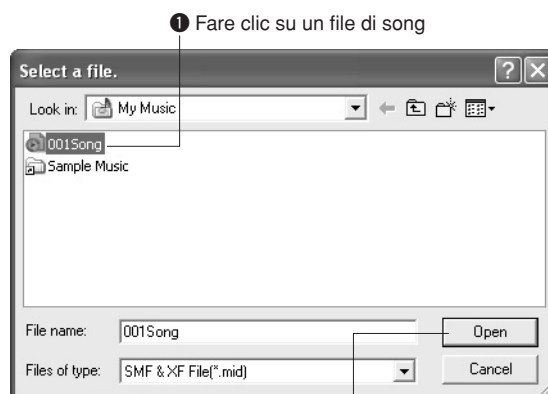 ❶ Fare clic su un file di song
Select a file.
Look in: My Music
001Song
Sample Music
File name: 001Song Open
Files of type: SMF & XF File(*.mid) Cancel